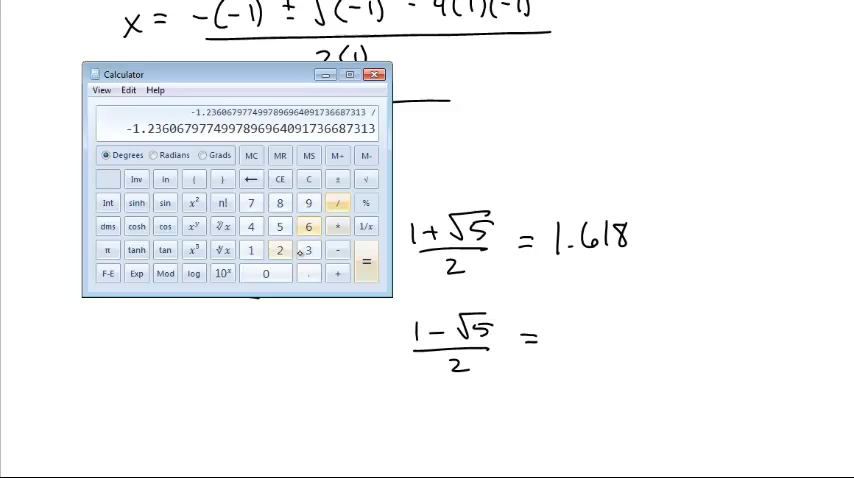 x = -(-1) ± √(-1) - 4(1)(-1)
2(1)
Calculator
View Edit Help
-1.2360679774997896964091736687313 /
-1.2360679774997896964091736687313
Degrees Radians Grads MC MR MS M+ M-
Inv ln ( ) ← CE C ± √
Int sinh sin x² n! 7 8 9 / %
dms cosh cos xʸ ʸ√x 4 5 6 * 1/x
π tanh tan x³ ³√x 1 2 3 - =
F-E Exp Mod log 10ˣ 0 . +
1 + √5 / 2 = 1.618
1 - √5 / 2 =